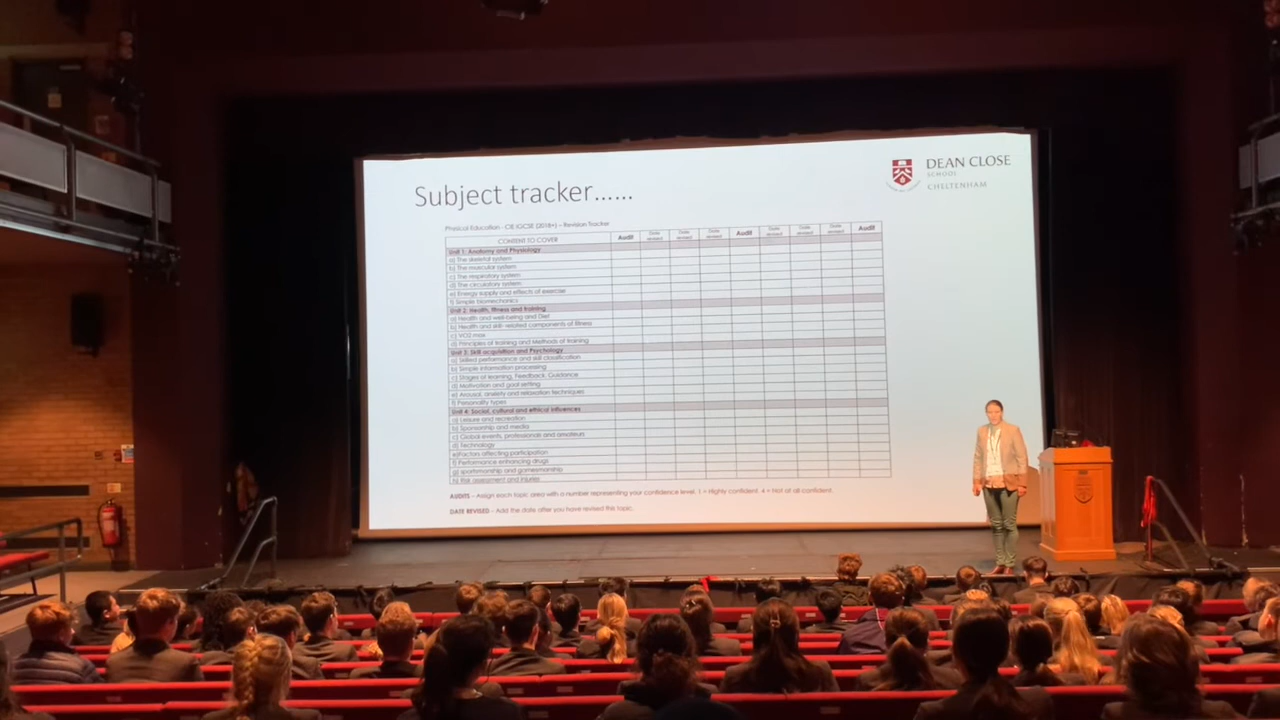 DEAN CLOSE
SCHOOL
CHELTENHAM
Subject tracker......
Physical Education - CIE IGCSE (2018+) – Revision Tracker
CONTENT TO COVER Audit Date revised Date revised Date revised Audit Date revised Date revised Date revised Audit
Unit 1: Anatomy and Physiology
a) The skeletal system
b) The muscular system
c) The respiratory system
d) The circulatory system
e) Energy supply and effects of exercise
f) Simple biomechanics
Unit 2: Health, fitness and training
a) Health and well-being and Diet
b) Health and skill- related components of fitness
c) VO2 max
d) Principles of training and Methods of training
Unit 3: Skill acquisition and Psychology
a) Skilled performance and skill classification
b) Simple information processing
c) Stages of learning, Feedback, Guidance
d) Motivation and goal setting
e) Arousal, anxiety and relaxation techniques
f) Personality types
Unit 4: Social, cultural and ethical influences
a) Leisure and recreation
b) Sponsorship and media
c) Global events, professionals and amateurs
d) Technology
e)Factors affecting participation
f) Performance enhancing drugs
g) sportsmanship and gamesmanship
h) Risk assessment and injuries
AUDITS – Assign each topic area with a number representing your confidence level. 1 = Highly confident. 4 = Not at all confident.
DATE REVISED – Add the date after you have revised this topic.